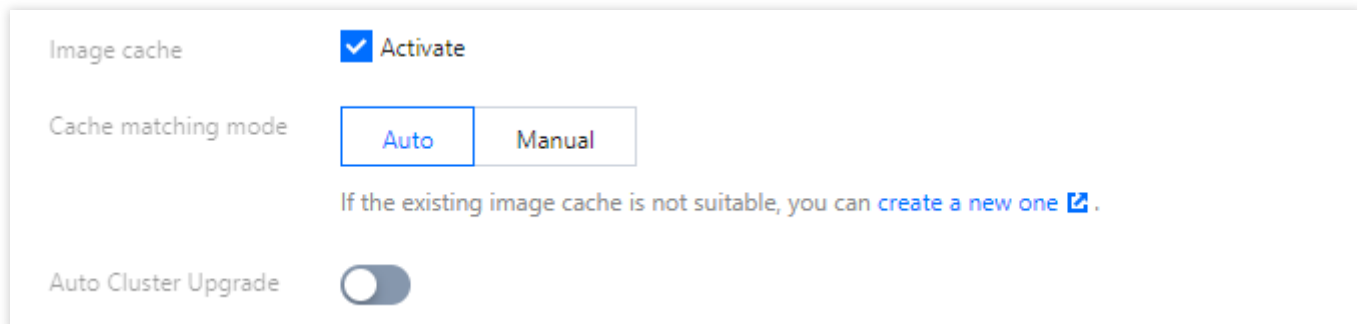 Image cache Activate
Cache matching mode Auto Manual
If the existing image cache is not suitable, you can create a new one .
Auto Cluster Upgrade